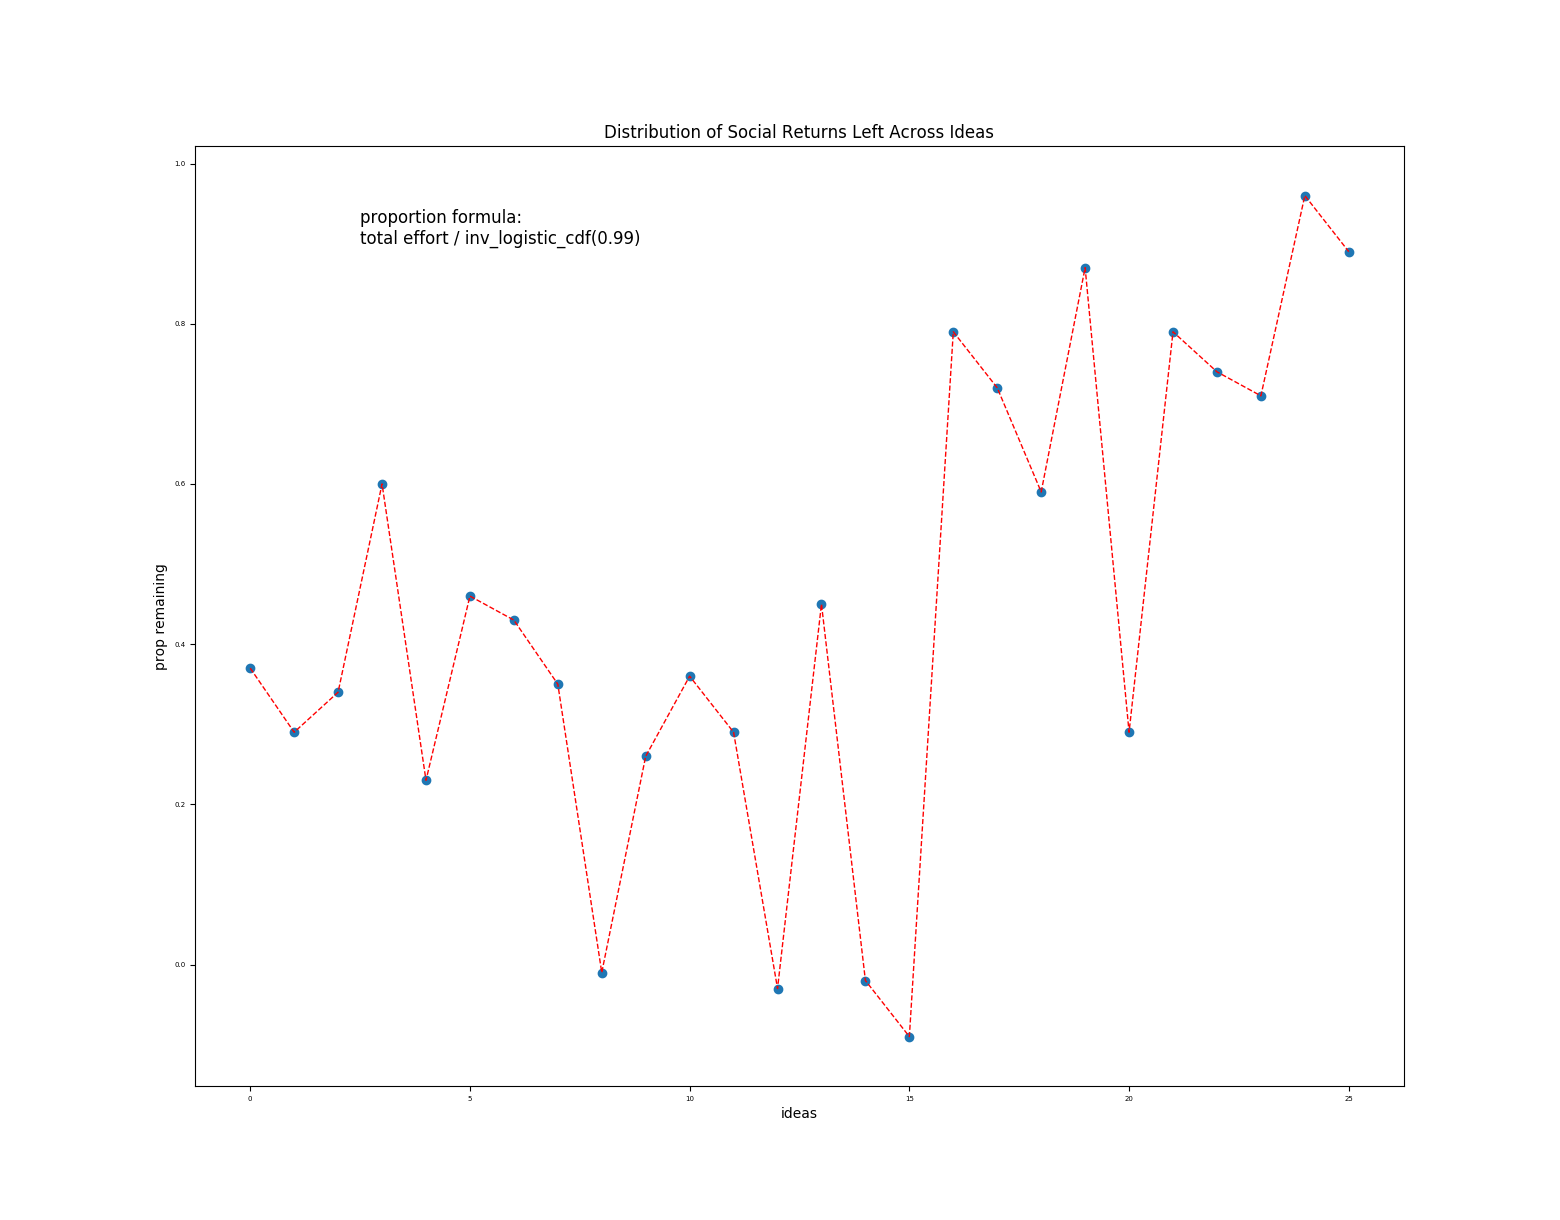 Distribution of Social Returns Left Across Ideas
1.0
proportion formula:
total effort / inv_logistic_cdf(0.99)
0.8
0.6
prop remaining
0.4
0.2
0.0
0 5 10 15 20 25
ideas